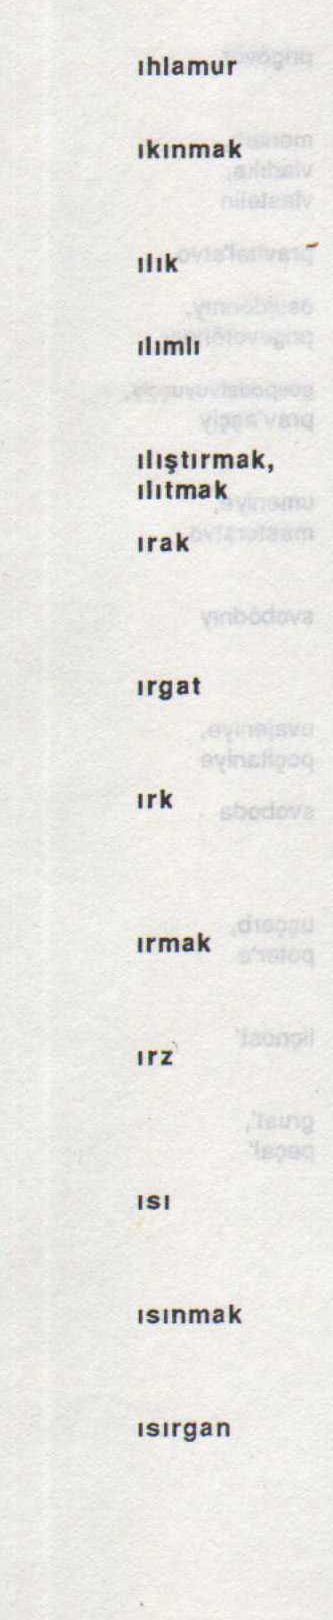 ıhlamur
ıkınmak
ılık
ılımlı
ılıştırmak,
ılıtmak
ırak
ırgat
ırk
ırmak
ırz
ısı
ısınmak
ısırgan